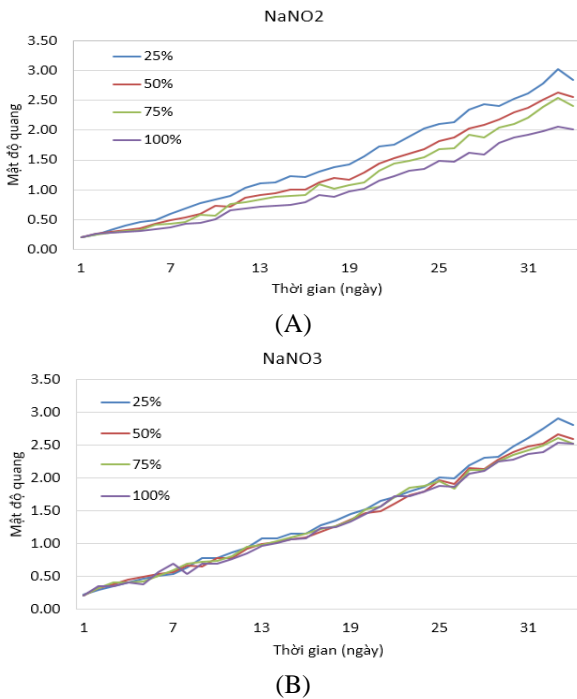 NaNO2
3.50
3.00
2.50
2.00
1.50
1.00
0.50
0.00
Mật độ quang
25%
50%
75%
100%
1 7 13 19 25 31
Thời gian (ngày)
(A)
NaNO3
3.50
3.00
2.50
2.00
1.50
1.00
0.50
0.00
Mật độ quang
25%
50%
75%
100%
1 7 13 19 25 31
Thời gian (ngày)
(B)